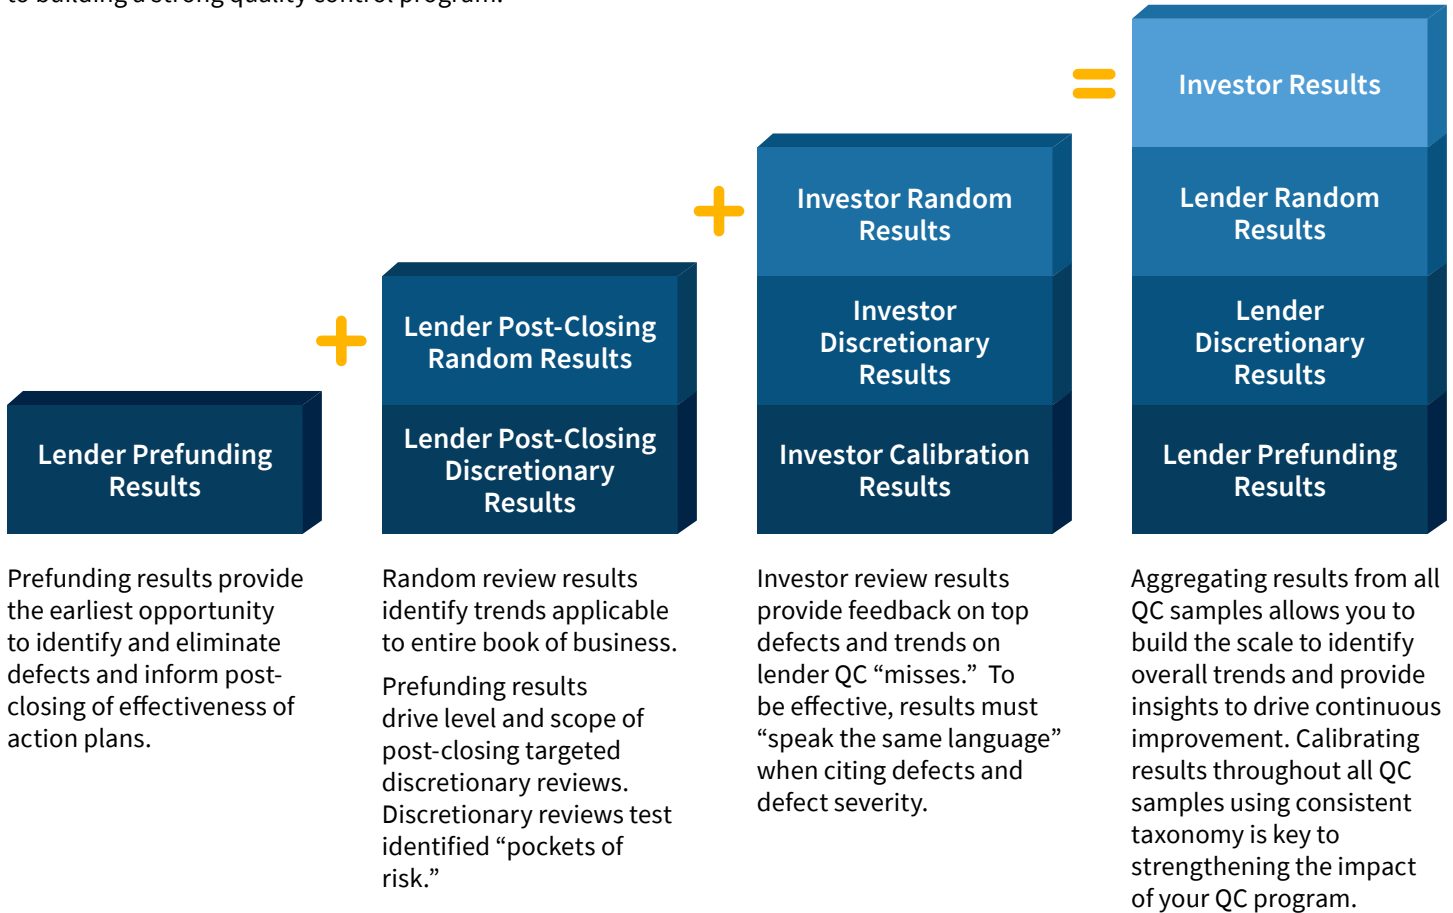 to building a strong quality control program.
Investor Results
Investor Random
Results
Lender Random
Results
Lender Post-Closing
Random Results
Investor
Discretionary
Results
Lender
Discretionary
Results
Lender Prefunding
Results
Lender Post-Closing
Discretionary
Results
Investor Calibration
Results
Lender Prefunding
Results
Prefunding results provide
the earliest opportunity
to identify and eliminate
defects and inform post-
closing of effectiveness of
action plans.
Random review results
identify trends applicable
to entire book of business.
Prefunding results
drive level and scope of
post-closing targeted
discretionary reviews.
Discretionary reviews test
identified “pockets of
risk.”
Investor review results
provide feedback on top
defects and trends on
lender QC “misses.”  To
be effective, results must
“speak the same language”
when citing defects and
defect severity.
Aggregating results from all
QC samples allows you to
build the scale to identify
overall trends and provide
insights to drive continuous
improvement. Calibrating
results throughout all QC
samples using consistent
taxonomy is key to
strengthening the impact
of your QC program.